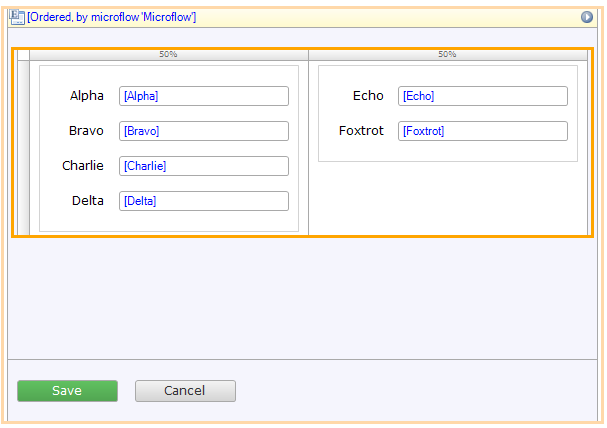 [Ordered, by microflow 'Microflow']
50% 50%
Alpha [Alpha] Echo [Echo]
Bravo [Bravo] Foxtrot [Foxtrot]
Charlie [Charlie]
Delta [Delta]
Save Cancel